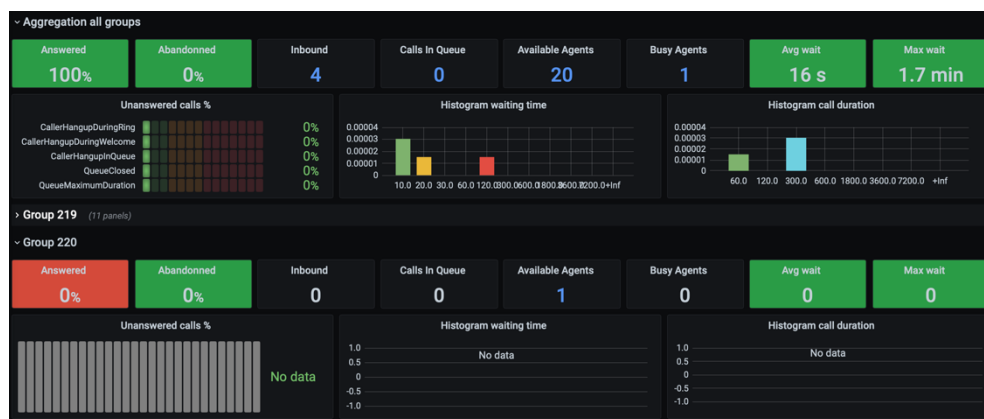 Aggregation all groups
Answered Abandonned Inbound Calls In Queue Available Agents Busy Agents Avg wait Max wait
100% 0% 4 0 20 1 16 s 1.7 min
Unanswered calls % Histogram waiting time Histogram call duration
CallerHangupDuringRing 0%
CallerHangupDuringWelcome 0%
CallerHangupInQueue 0%
QueueClosed 0%
QueueMaximumDuration 0%
0.00004
0.00003
0.00002
0.00001
0
10.0 20.0 30.0 60.0 120.0 300.0 600.0 1800.0 3600.0 7200.0 +Inf
0.00004
0.00003
0.00002
0.00001
0
60.0 120.0 300.0 600.0 1800.0 3600.0 7200.0 +Inf
Group 219 (11 panels)
Group 220
Answered Abandonned Inbound Calls In Queue Available Agents Busy Agents Avg wait Max wait
0% 0% 0 0 1 0 0 0
Unanswered calls % Histogram waiting time Histogram call duration
No data
1.0
0.5
0
-0.5
-1.0
No data
1.0
0.5
0
-0.5
-1.0
No data